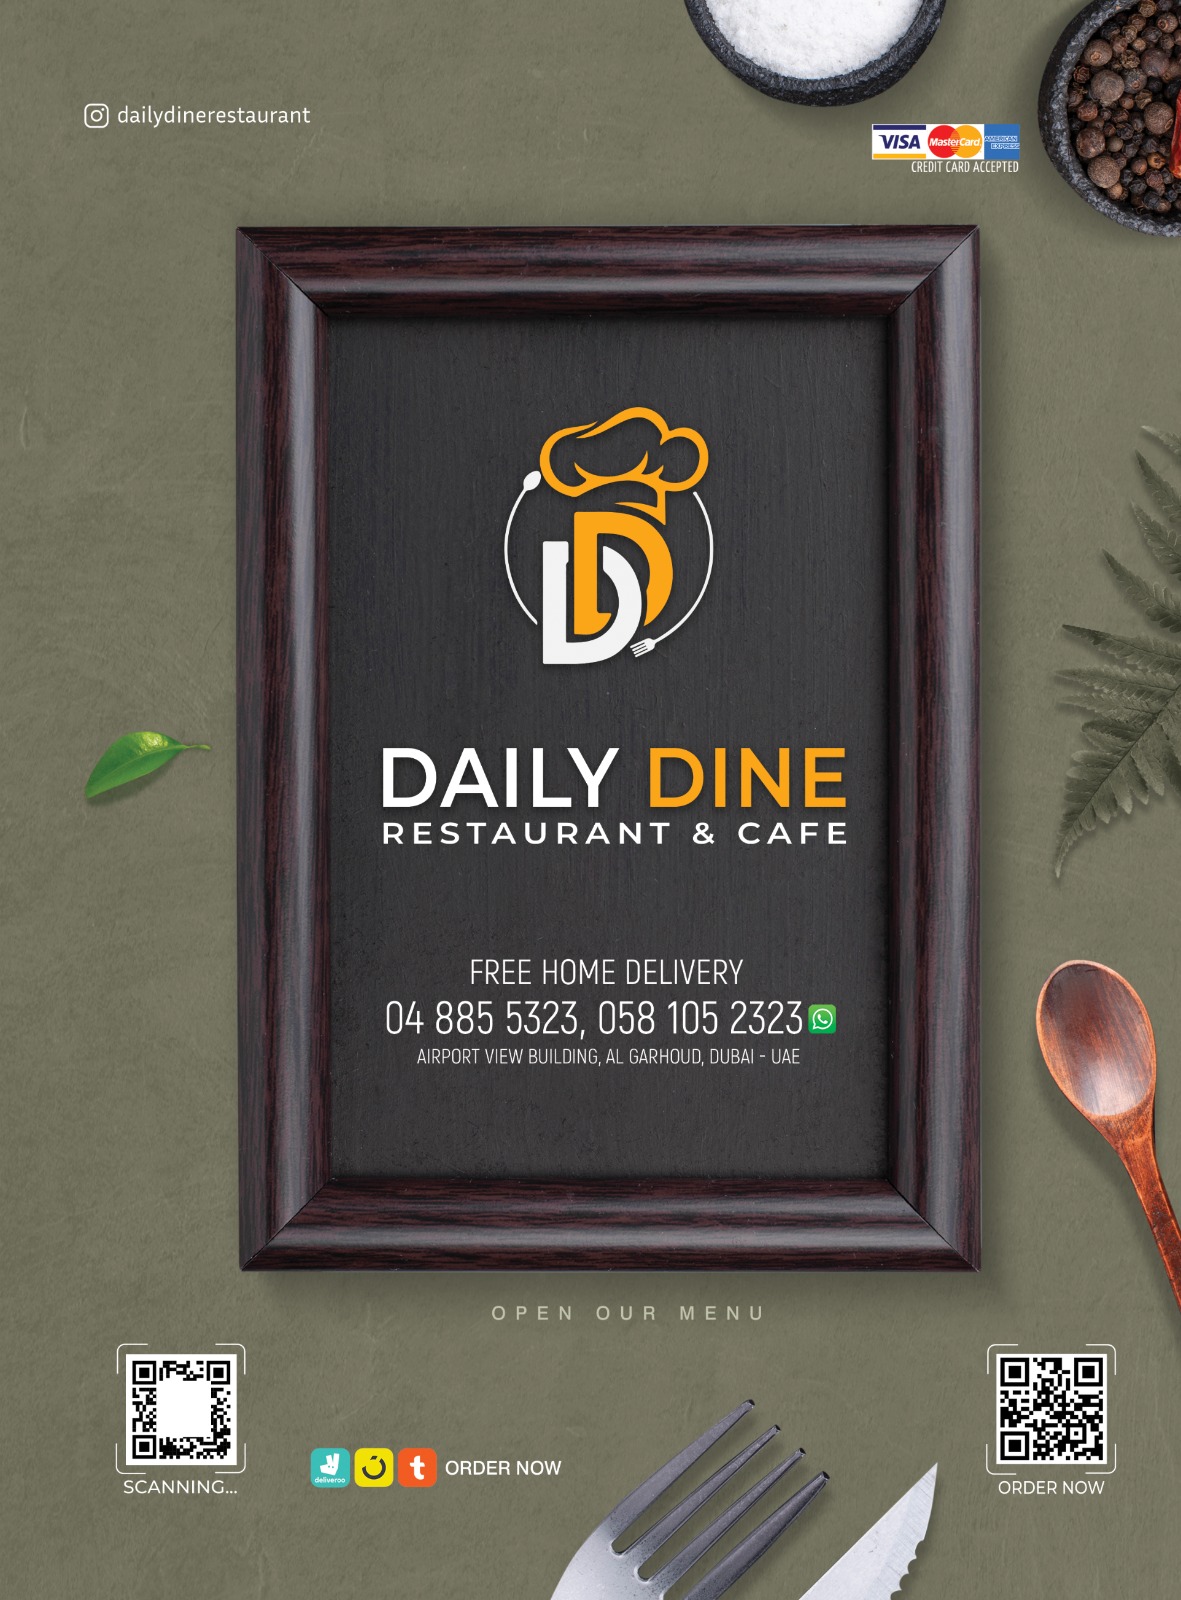 dailydinerestaurant
VISA MasterCard AMERICAN EXPRESS
CREDIT CARD ACCEPTED
DD
DAILY DINE
RESTAURANT & CAFE
FREE HOME DELIVERY
04 885 5323, 058 105 2323
AIRPORT VIEW BUILDING, AL GARHOUD, DUBAI - UAE
OPEN OUR MENU
SCANNING...
deliveroo t ORDER NOW
ORDER NOW